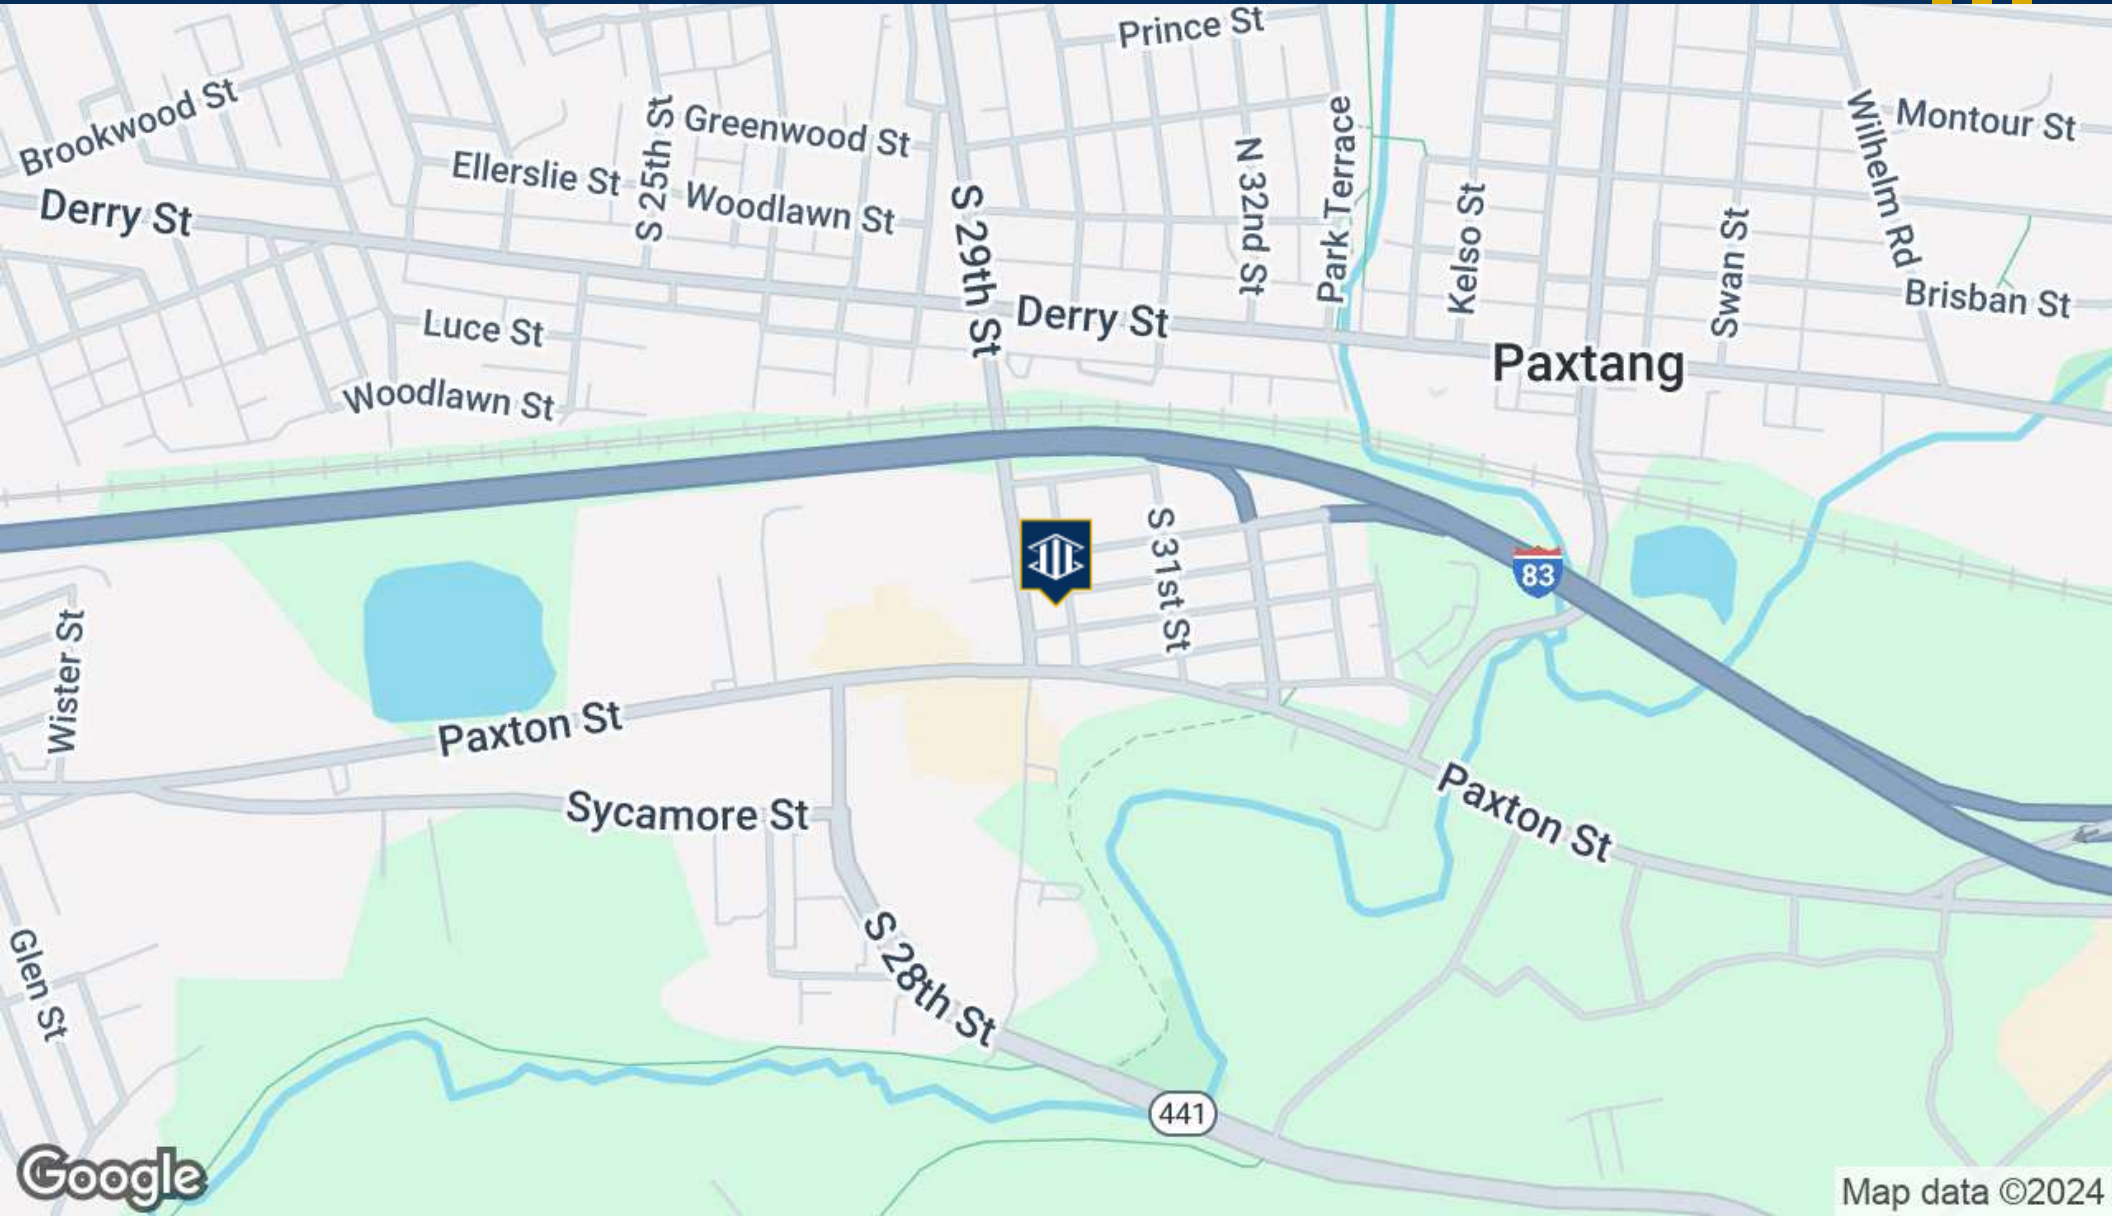 Prince St
Brookwood St
Greenwood St
Montour St
Ellerslie St
S 25th St
Woodlawn St
N 32nd St
Park Terrace
Kelso St
Swan St
Wilhelm Rd
Derry St
S 29th St
Brisban St
Luce St
Derry St
Paxtang
Woodlawn St
S 31st St
83
Wister St
Paxton St
Sycamore St
Paxton St
S 28th St
Glen St
441
Google
Map data ©2024